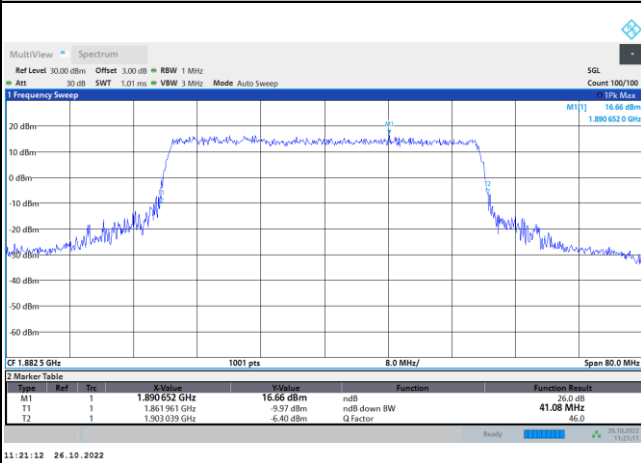 MultiView Spectrum
Ref Level 30.00 dBm Offset 3.00 dB RBW 1 MHz SGL
Att 30 dB SWT 1.01 ms VBW 3 MHz Mode Auto Sweep Count 100/100
1 Frequency Sweep 1Pk Max
M1[1] 16.66 dBm
1.890 652 0 GHz
M1
20 dBm
10 dBm
0 dBm
T1
T2
-10 dBm
-20 dBm
-30 dBm
-40 dBm
-50 dBm
-60 dBm
CF 1.882 5 GHz 1001 pts 8.0 MHz/ Span 80.0 MHz
2 Marker Table
Type Ref Trc X-Value Y-Value Function Function Result
M1 1 1.890 652 GHz 16.66 dBm ndB 26.0 dB
T1 1 1.861 961 GHz -9.97 dBm ndB down BW 41.08 MHz
T2 1 1.903 039 GHz -6.40 dBm Q Factor 46.0
Ready 26.10.2022
11:21:11
11:21:12 26.10.2022